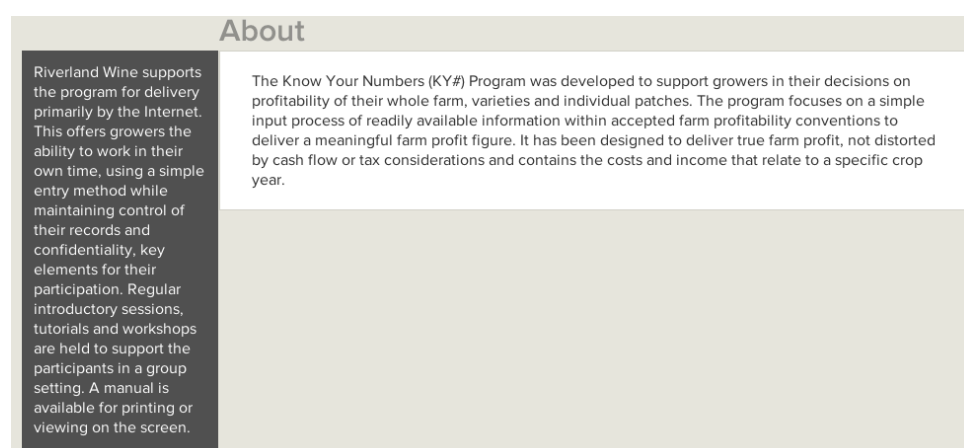 About
Riverland Wine supports
the program for delivery
primarily by the Internet.
This offers growers the
ability to work in their
own time, using a simple
entry method while
maintaining control of
their records and
confidentiality, key
elements for their
participation. Regular
introductory sessions,
tutorials and workshops
are held to support the
participants in a group
setting. A manual is
available for printing or
viewing on the screen.
The Know Your Numbers (KY#) Program was developed to support growers in their decisions on
profitability of their whole farm, varieties and individual patches. The program focuses on a simple
input process of readily available information within accepted farm profitability conventions to
deliver a meaningful farm profit figure. It has been designed to deliver true farm profit, not distorted
by cash flow or tax considerations and contains the costs and income that relate to a specific crop
year.